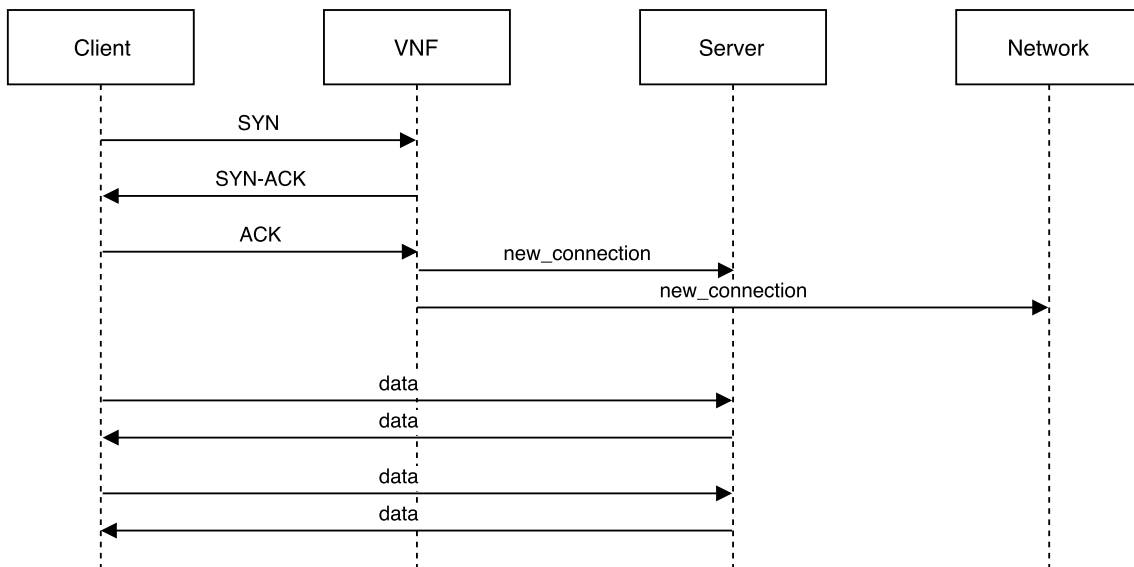 Client
VNF
Server
Network
SYN
SYN-ACK
ACK
new_connection
new_connection
data
data
data
data